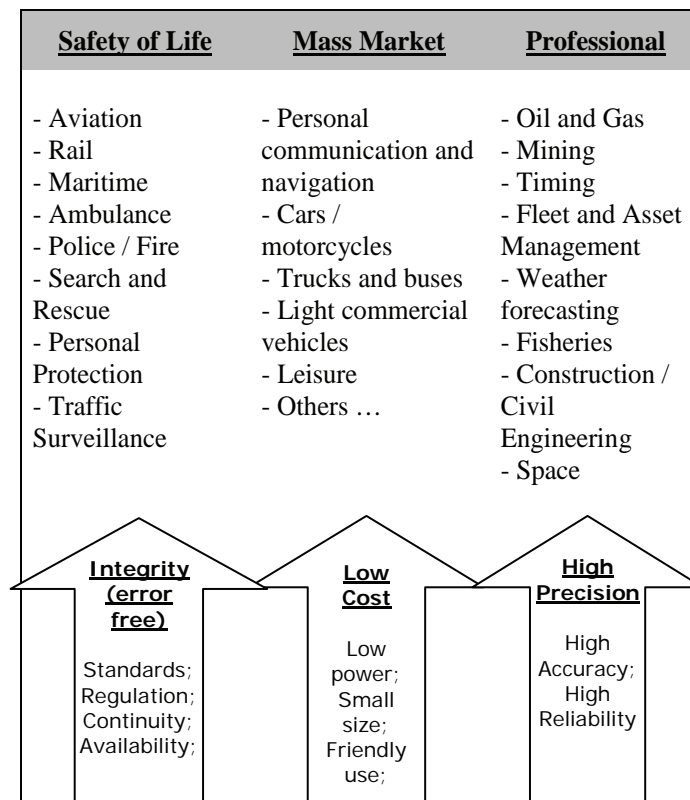 Safety of Life
Mass Market
Professional
- Aviation
- Rail
- Maritime
- Ambulance
- Police / Fire
- Search and
Rescue
- Personal
Protection
- Traffic
Surveillance
- Personal
communication and
navigation
- Cars /
motorcycles
- Trucks and buses
- Light commercial
vehicles
- Leisure
- Others …
- Oil and Gas
- Mining
- Timing
- Fleet and Asset
Management
- Weather
forecasting
- Fisheries
- Construction /
Civil
Engineering
- Space
Integrity
(error
free)
Standards;
Regulation;
Continuity;
Availability;
Low
Cost
Low
power;
Small
size;
Friendly
use;
High
Precision
High
Accuracy;
High
Reliability